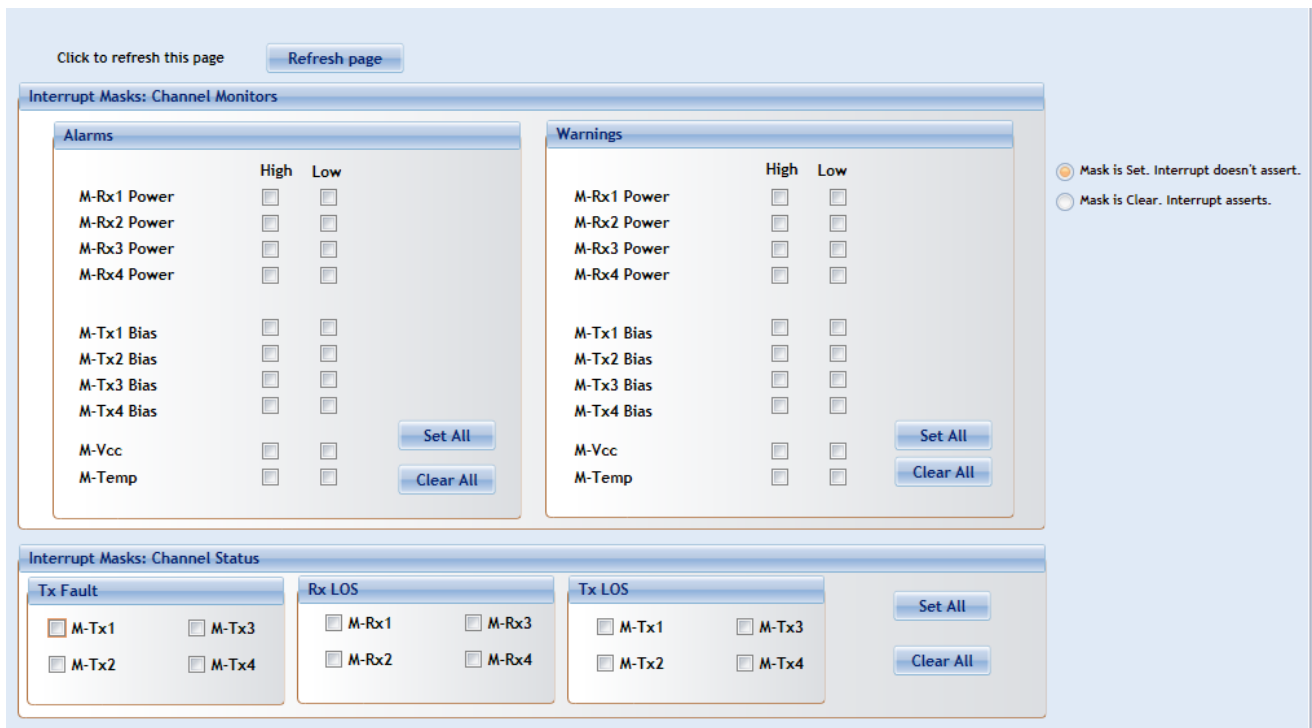 Click to refresh this page
Refresh page
Interrupt Masks: Channel Monitors
Alarms
High Low
M-Rx1 Power
M-Rx2 Power
M-Rx3 Power
M-Rx4 Power
M-Tx1 Bias
M-Tx2 Bias
M-Tx3 Bias
M-Tx4 Bias
M-Vcc
M-Temp
Set All
Clear All
Warnings
High Low
M-Rx1 Power
M-Rx2 Power
M-Rx3 Power
M-Rx4 Power
M-Tx1 Bias
M-Tx2 Bias
M-Tx3 Bias
M-Tx4 Bias
M-Vcc
M-Temp
Set All
Clear All
Mask is Set. Interrupt doesn't assert.
Mask is Clear. Interrupt asserts.
Interrupt Masks: Channel Status
Tx Fault
M-Tx1 M-Tx3
M-Tx2 M-Tx4
Rx LOS
M-Rx1 M-Rx3
M-Rx2 M-Rx4
Tx LOS
M-Tx1 M-Tx3
M-Tx2 M-Tx4
Set All
Clear All